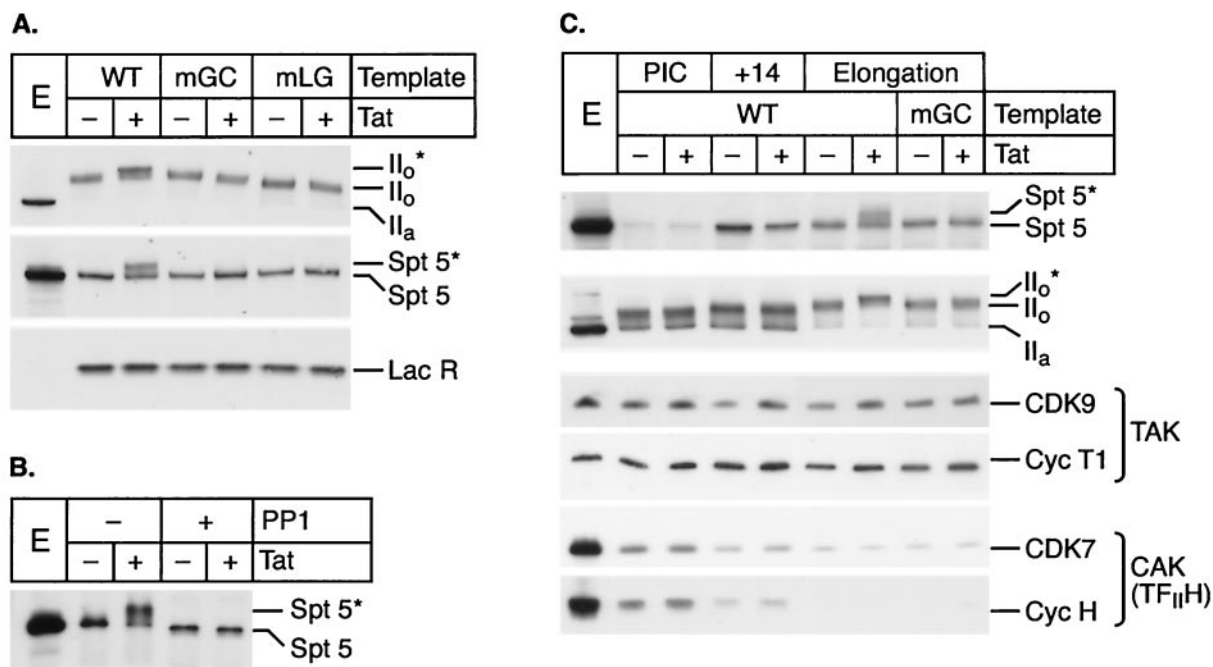 A.
E WT mGC mLG Template
− + − + − + Tat
IIo*
IIo
IIa
Spt 5*
Spt 5
Lac R
B.
E − + PP1
− + − + Tat
Spt 5*
Spt 5
C.
E PIC +14 Elongation
WT mGC Template
− + − + − + − + Tat
Spt 5*
Spt 5
IIo*
IIo
IIa
CDK9
Cyc T1
TAK
CDK7
Cyc H
CAK
(TFIIH)